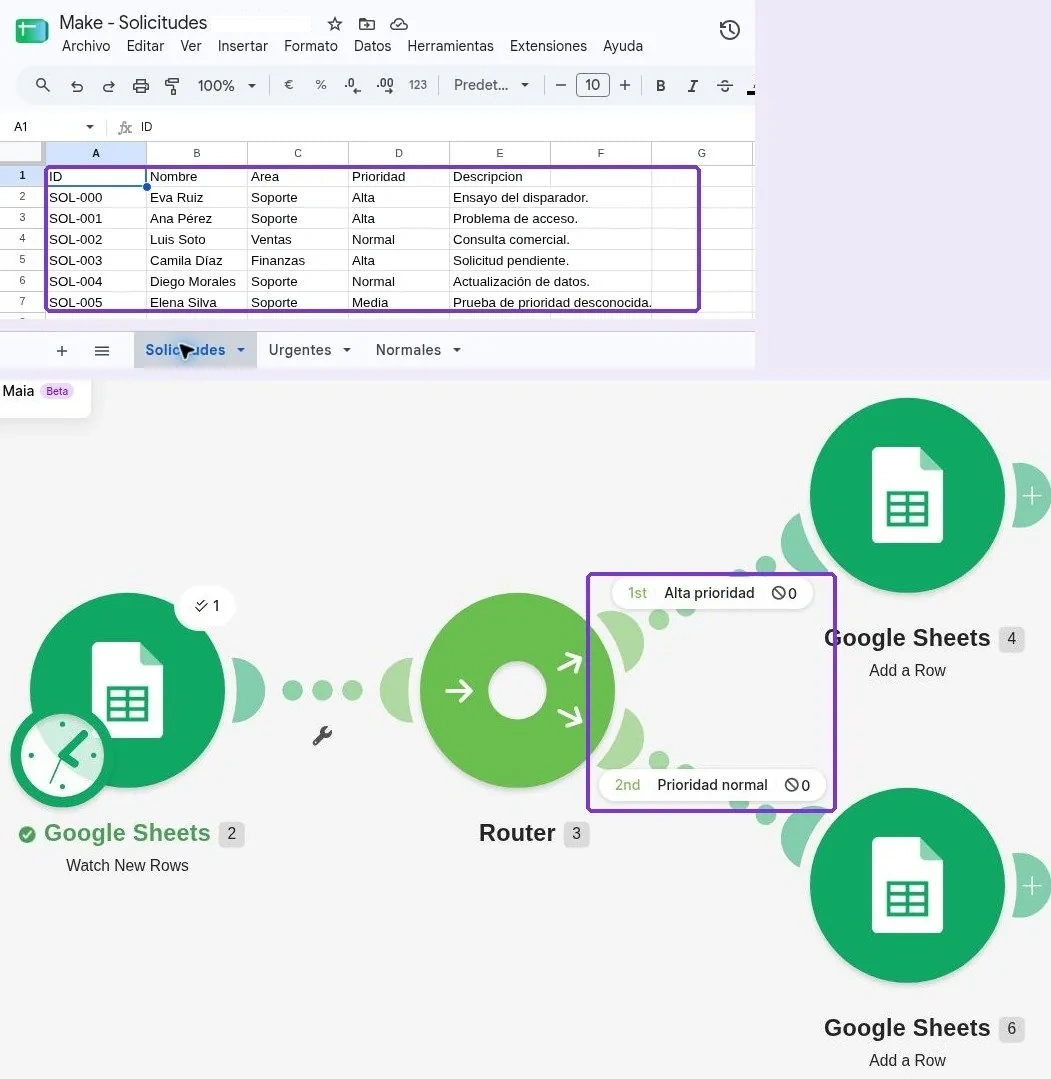 Make - Solicitudes
Archivo Editar Ver Insertar Formato Datos Herramientas Extensiones Ayuda
100% € % .0 .00 123 Predet... − 10 + B I
A1 fx ID
A B C D E F G
1 ID Nombre Area Prioridad Descripcion
2 SOL-000 Eva Ruiz Soporte Alta Ensayo del disparador.
3 SOL-001 Ana Pérez Soporte Alta Problema de acceso.
4 SOL-002 Luis Soto Ventas Normal Consulta comercial.
5 SOL-003 Camila Díaz Finanzas Alta Solicitud pendiente.
6 SOL-004 Diego Morales Soporte Normal Actualización de datos.
7 SOL-005 Elena Silva Soporte Media Prueba de prioridad desconocida.
Solicitudes Urgentes Normales
Maia Beta
1
1st Alta prioridad 0
Google Sheets 4
Add a Row
2nd Prioridad normal 0
Google Sheets 2
Watch New Rows
Router 3
Google Sheets 6
Add a Row